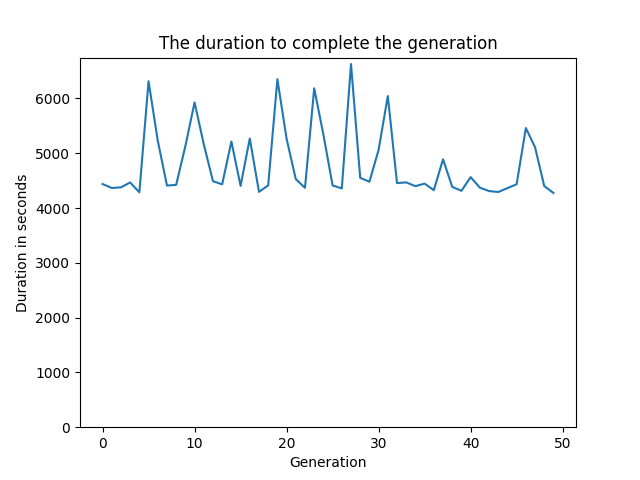 The duration to complete the generation
Duration in seconds
6000
5000
4000
3000
2000
1000
0
0 10 20 30 40 50
Generation